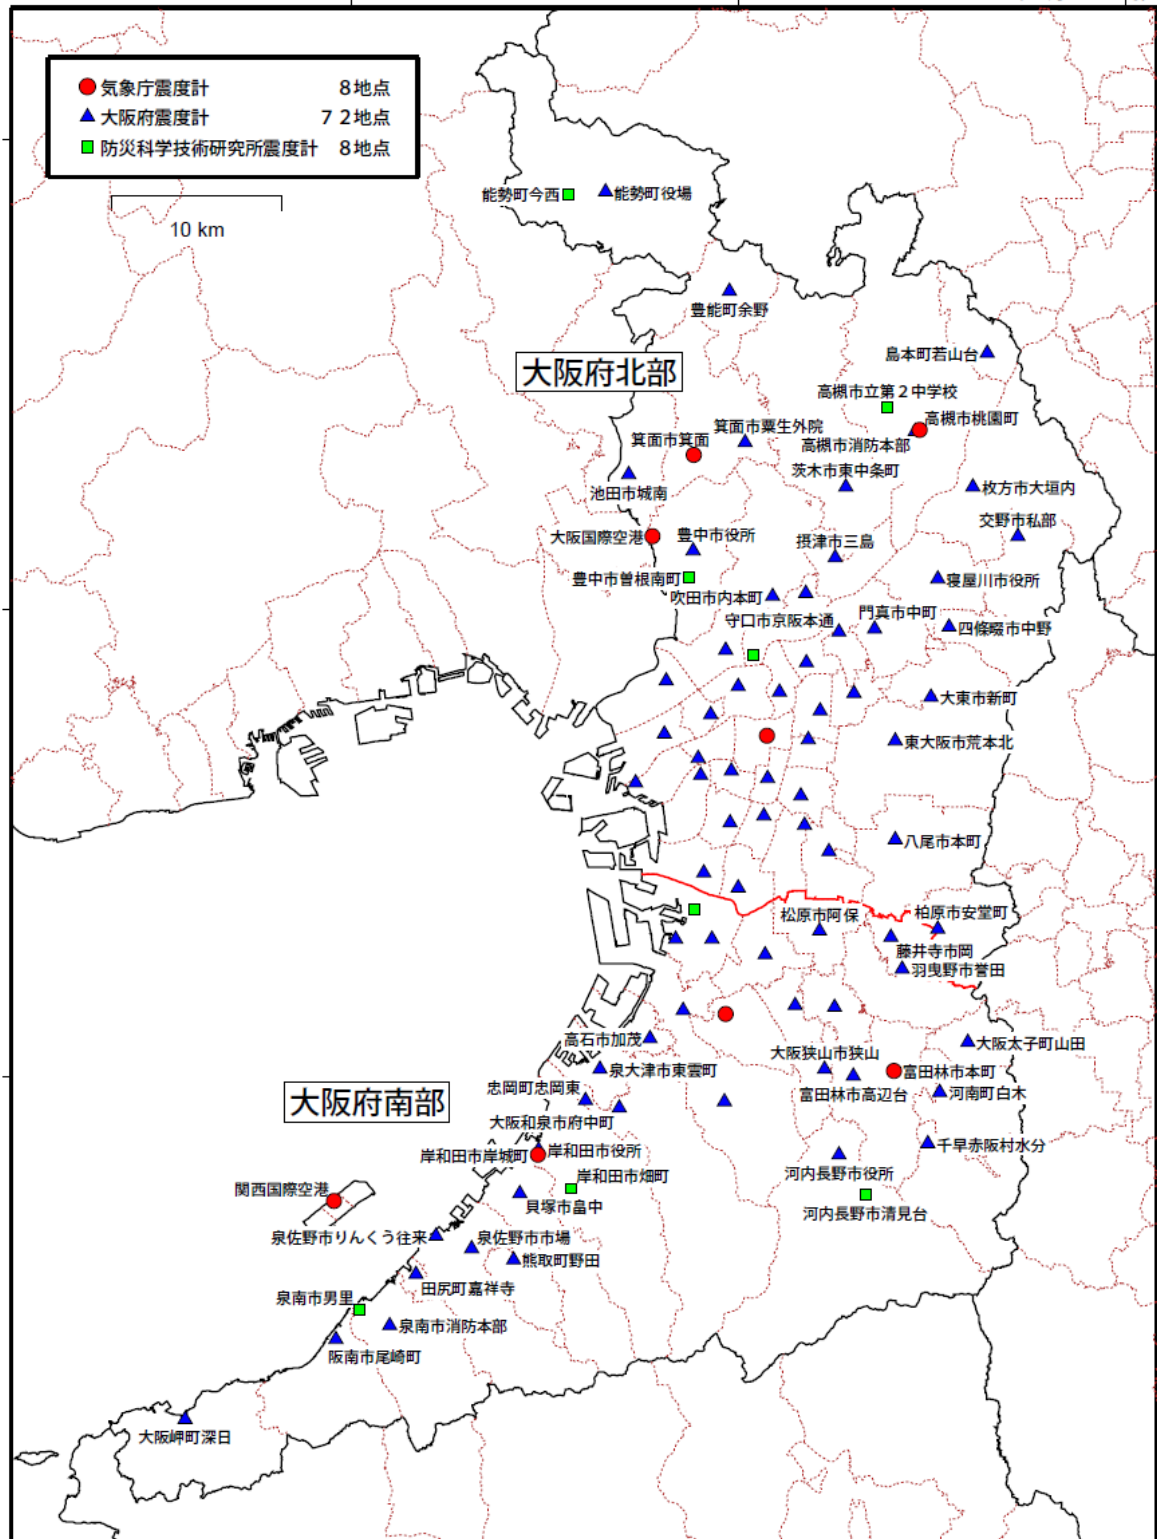 気象庁震度計 8地点
大阪府震度計 72地点
防災科学技術研究所震度計 8地点
10 km
能勢町今西
能勢町役場
豊能町余野
島本町若山台
大阪府北部
高槻市立第2中学校
高槻市桃園町
箕面市粟生外院
箕面市箕面
高槻市消防本部
茨木市東中条町
池田市城南
枚方市大垣内
交野市私部
大阪国際空港
豊中市役所
摂津市三島
豊中市曽根南町
寝屋川市役所
吹田市内本町
門真市中町
守口市京阪本通
四條畷市中野
大東市新町
東大阪市荒本北
八尾市本町
松原市阿保
柏原市安堂町
藤井寺市岡
羽曳野市誉田
高石市加茂
大阪太子町山田
大阪狭山市狭山
泉大津市東雲町
富田林市本町
忠岡町忠岡東
富田林市高辺台
河南町白木
大阪府南部
大阪和泉市府中町
千早赤阪村水分
岸和田市役所
岸和田市岸城町
河内長野市役所
岸和田市畑町
関西国際空港
貝塚市畠中
河内長野市清見台
泉佐野市りんくう往来
泉佐野市市場
熊取町野田
田尻町嘉祥寺
泉南市男里
泉南市消防本部
阪南市尾崎町
大阪岬町深日